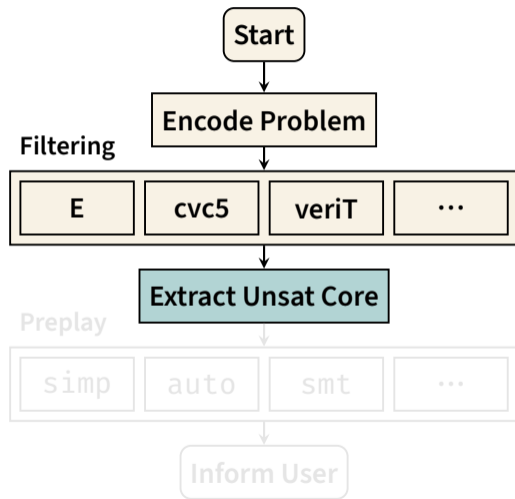 Start
Encode Problem
Filtering
E cvc5 veriT ...
Extract Unsat Core
Preplay
simp auto smt ...
Inform User